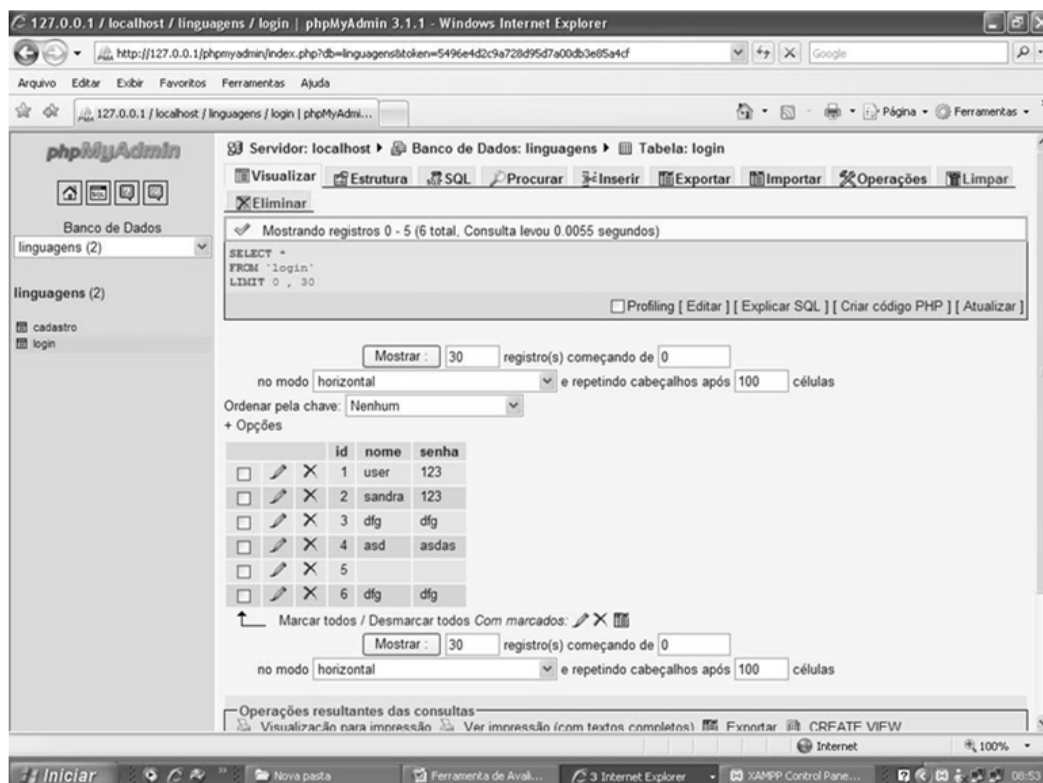 127.0.0.1 / localhost / linguagens / login | phpMyAdmin 3.1.1 - Windows Internet Explorer
http://127.0.0.1/phpmyadmin/index.php?db=linguagens&token=5496e4d2c9a728d95d7a00db3e85a4cf
Google
Arquivo Editar Exibir Favoritos Ferramentas Ajuda
127.0.0.1 / localhost / linguagens / login | phpMyAdmi...
Página
Ferramentas
phpMyAdmin
Banco de Dados
linguagens (2)
linguagens (2)
cadastro
login
Servidor: localhost Banco de Dados: linguagens Tabela: login
Visualizar Estrutura SQL Procurar Inserir Exportar Importar Operações Limpar
Eliminar
Mostrando registros 0 - 5 (6 total, Consulta levou 0.0055 segundos)
SELECT *
FROM `login`
LIMIT 0 , 30
Profiling [ Editar ] [ Explicar SQL ] [ Criar código PHP ] [ Atualizar ]
Mostrar : 30 registro(s) começando de 0
no modo horizontal e repetindo cabeçalhos após 100 células
Ordenar pela chave: Nenhum
+ Opções
id nome senha
1 user 123
2 sandra 123
3 dfg dfg
4 asd asdas
5
6 dfg dfg
Marcar todos / Desmarcar todos Com marcados:
Mostrar : 30 registro(s) começando de 0
no modo horizontal e repetindo cabeçalhos após 100 células
Operações resultantes das consultas
Visualização para impressão Ver impressão (com textos completos) Exportar CREATE VIEW
Internet 100%
Iniciar Nova pasta Ferramenta de Avali... 3 Internet Explorer XAMPP Control Pane... 08:53